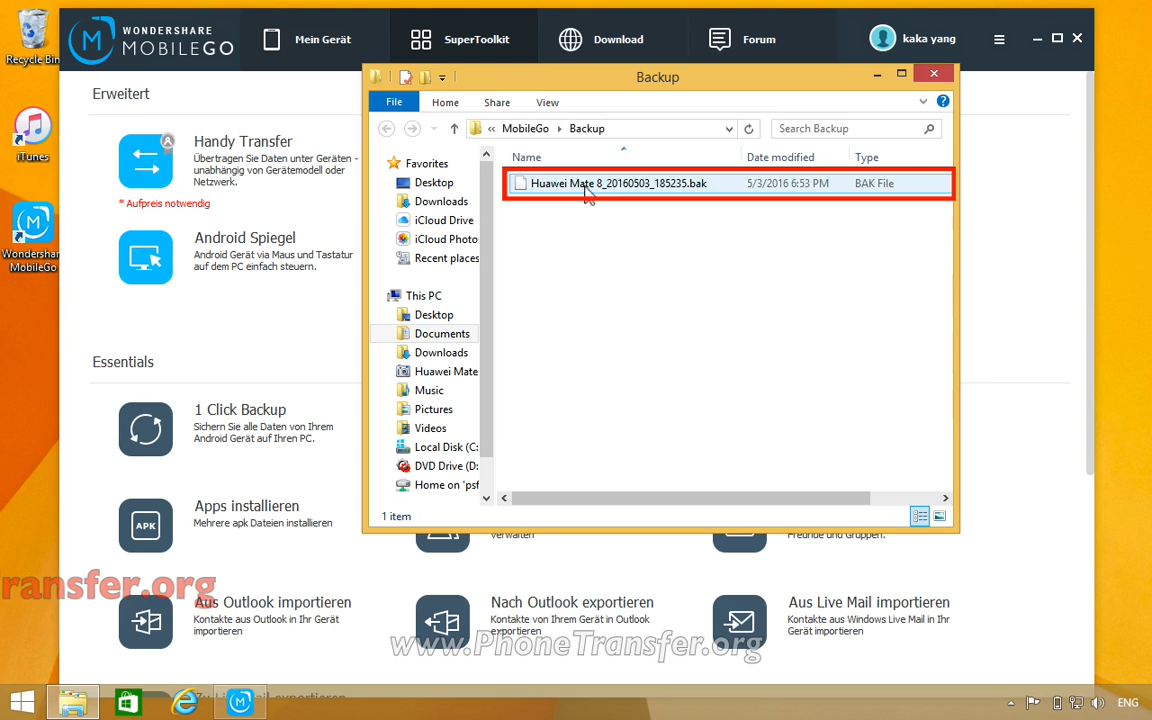 Recycle Bin
iTunes
Wondershare
MobileGo
WONDERSHARE
MOBILEGO
Mein Gerät
SuperToolkit
Download
Forum
kaka yang
Erweitert
Handy Transfer
Übertragen Sie Daten unter Geräten -
unabhängig von Gerätemodell oder
Netzwerk.
* Aufpreis notwendig
Android Spiegel
Android Gerät via Maus und Tastatur
auf dem PC einfach steuern.
Essentials
1 Click Backup
Sichern Sie alle Daten von Ihrem
Android Gerät auf Ihren PC.
Apps installieren
Mehrere apk Dateien installieren
APK
Aus Outlook importieren
Kontakte aus Outlook in Ihr Gerät
importieren
Nach Outlook exportieren
Kontakte von Ihrem Gerät in Outlook
exportieren
Aus Live Mail importieren
Kontakte aus Windows Live Mail in Ihr
Gerät importieren
verwalten
Freunde und Gruppen.
Backup
File
Home
Share
View
« MobileGo
Backup
Search Backup
Favorites
Desktop
Downloads
iCloud Drive
iCloud Photo
Recent places
This PC
Desktop
Documents
Downloads
Huawei Mate
Music
Pictures
Videos
Local Disk (C:
DVD Drive (D:
Home on 'psf
Name
Date modified
Type
Huawei Mate 8_20160503_185235.bak
5/3/2016 6:53 PM
BAK File
1 item
ransfer.org
www.PhoneTransfer.org
ENG